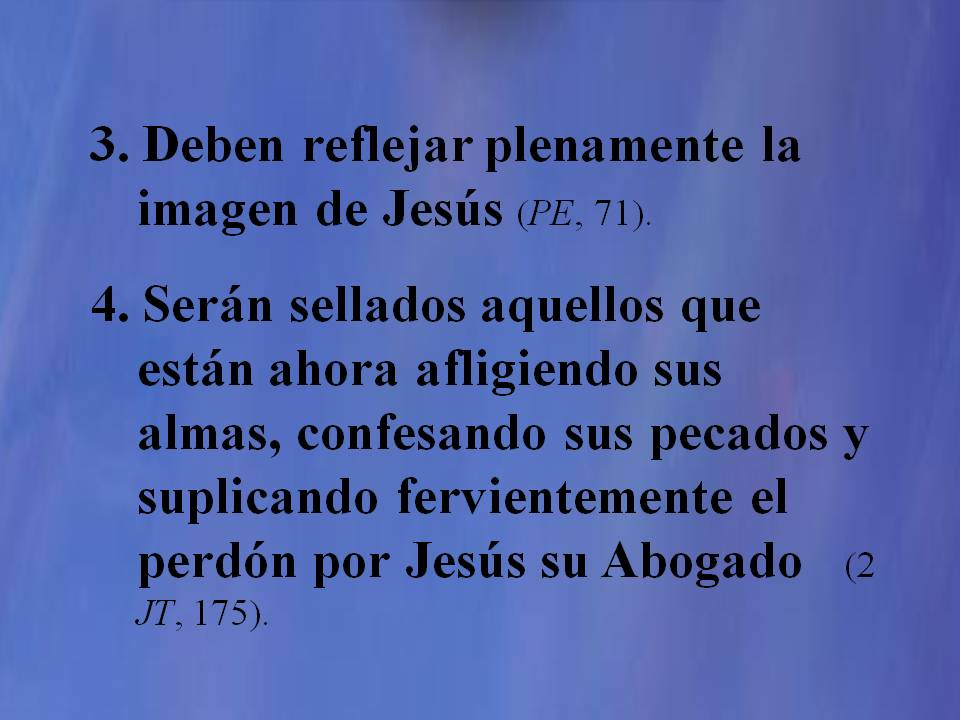 3. Deben reflejar plenamente la
imagen de Jesús (PE, 71).
4. Serán sellados aquellos que
están ahora afligiendo sus
almas, confesando sus pecados y
suplicando fervientemente el
perdón por Jesús su Abogado (2
JT, 175).